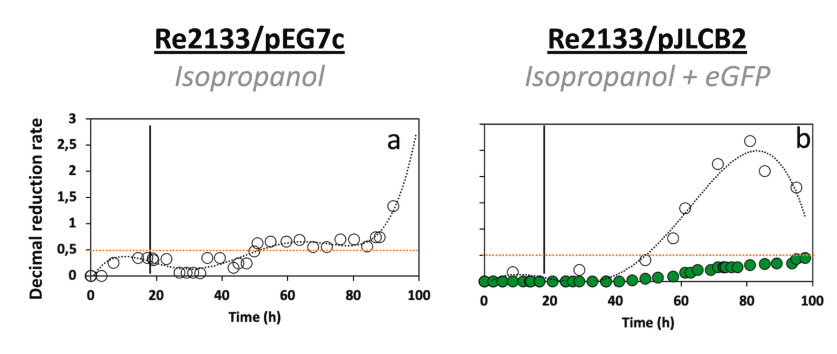 Re2133/pEG7c
Isopropanol
Re2133/pJLCB2
Isopropanol + eGFP
Decimal reduction rate
3
2,5
2
1,5
1
0,5
0
a
0 20 40 60 80 100
Time (h)
b
0 20 40 60 80 100
Time (h)